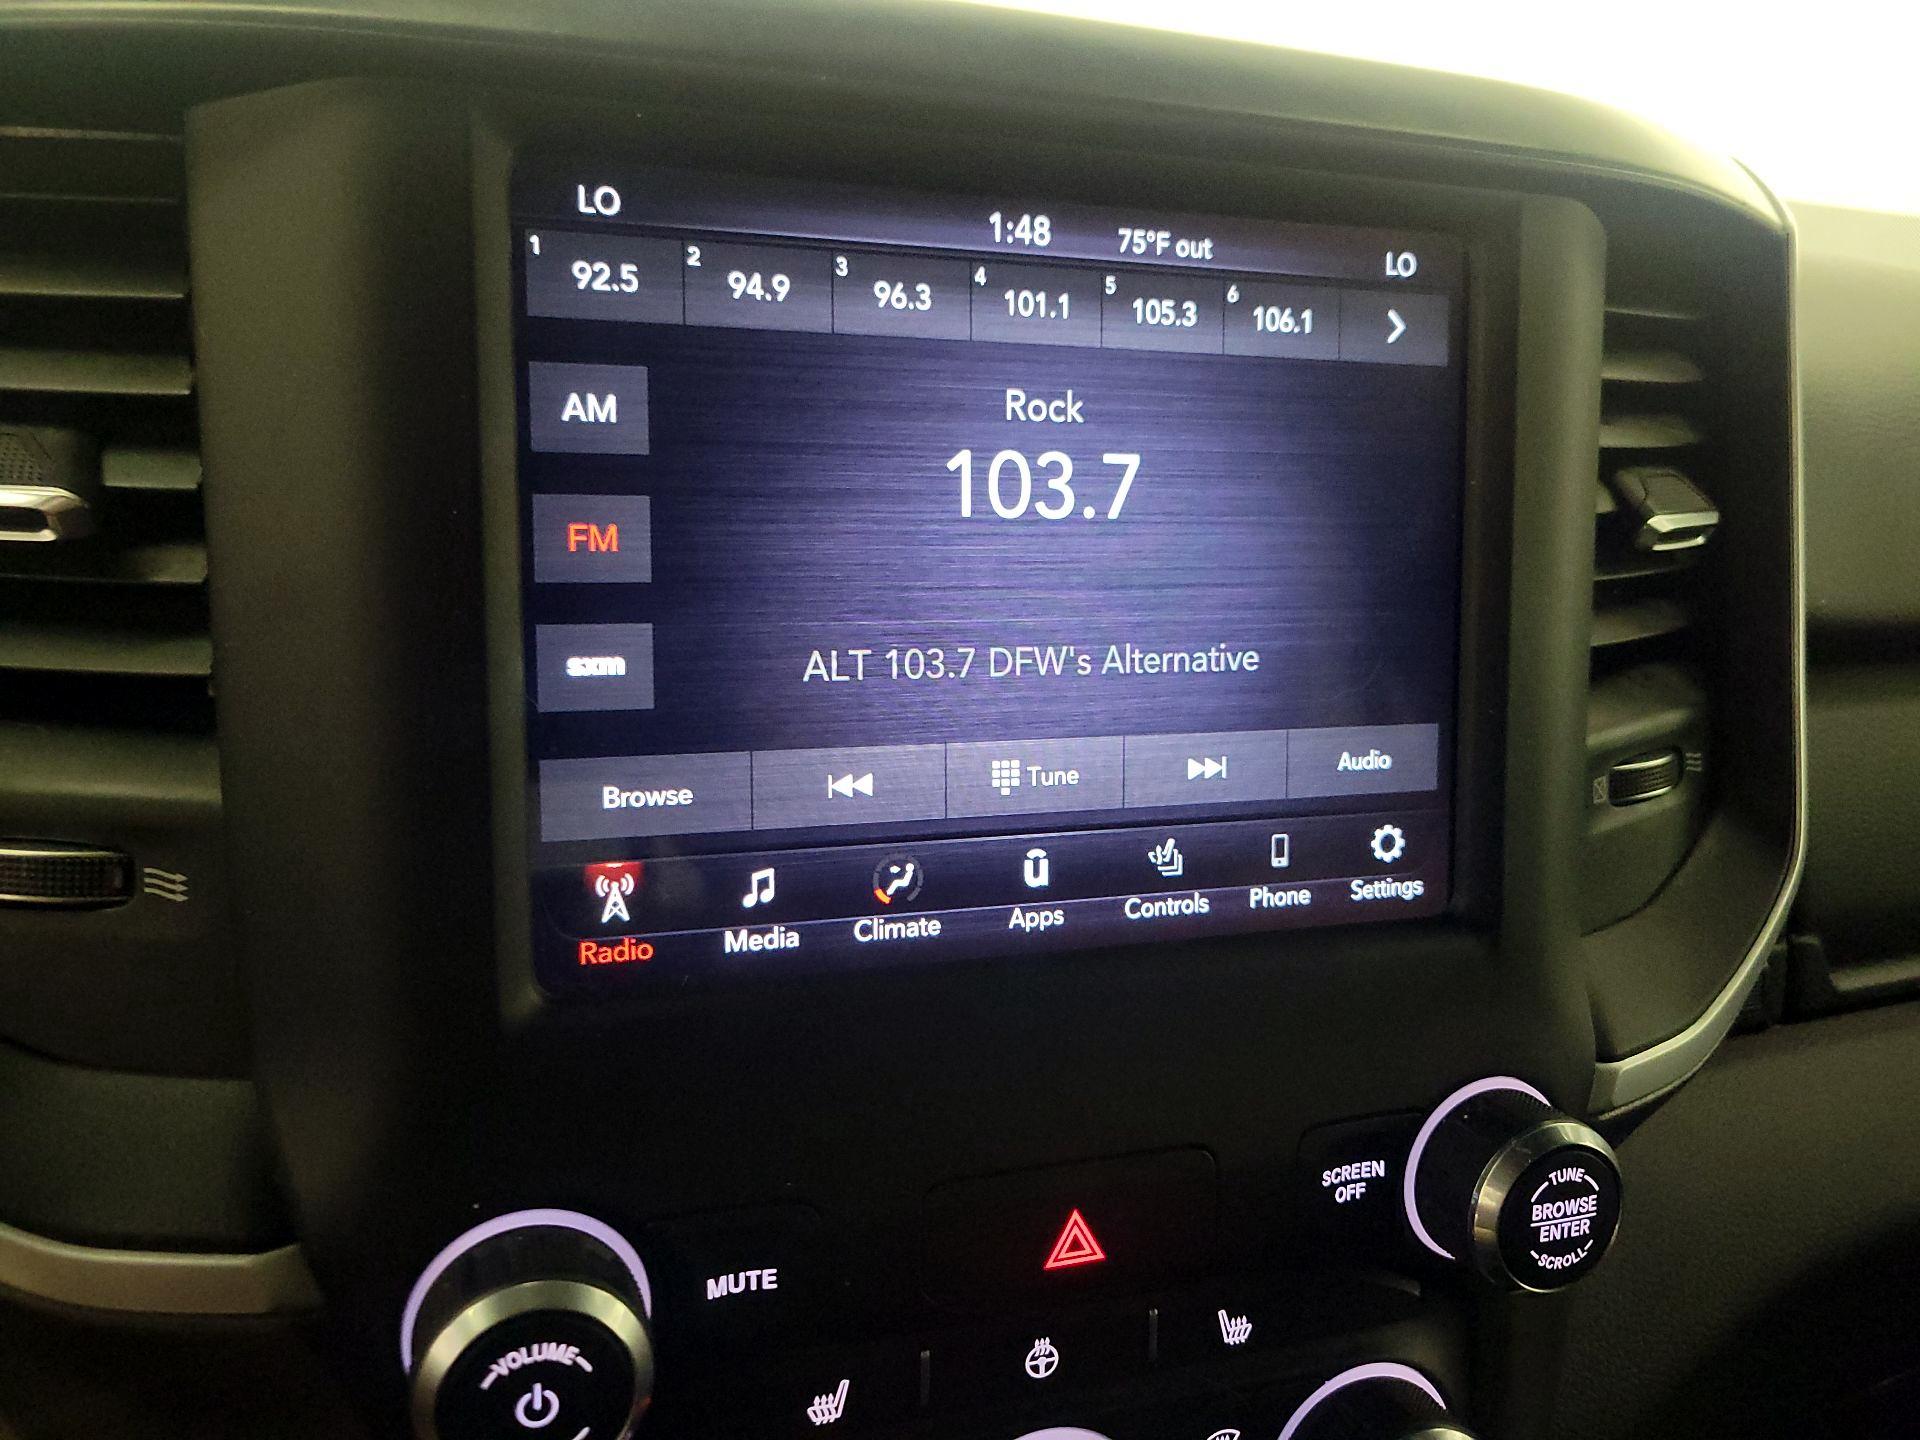 LO 1:48 75°F out LO
1 92.5 2 94.9 3 96.3 4 101.1 5 105.3 6 106.1
AM
Rock
103.7
FM
sxm
ALT 103.7 DFW's Alternative
Browse Tune Audio
Radio Media Climate Apps Controls Phone Settings
SCREEN
OFF
TUNE
BROWSE
ENTER
SCROLL
MUTE
VOLUME